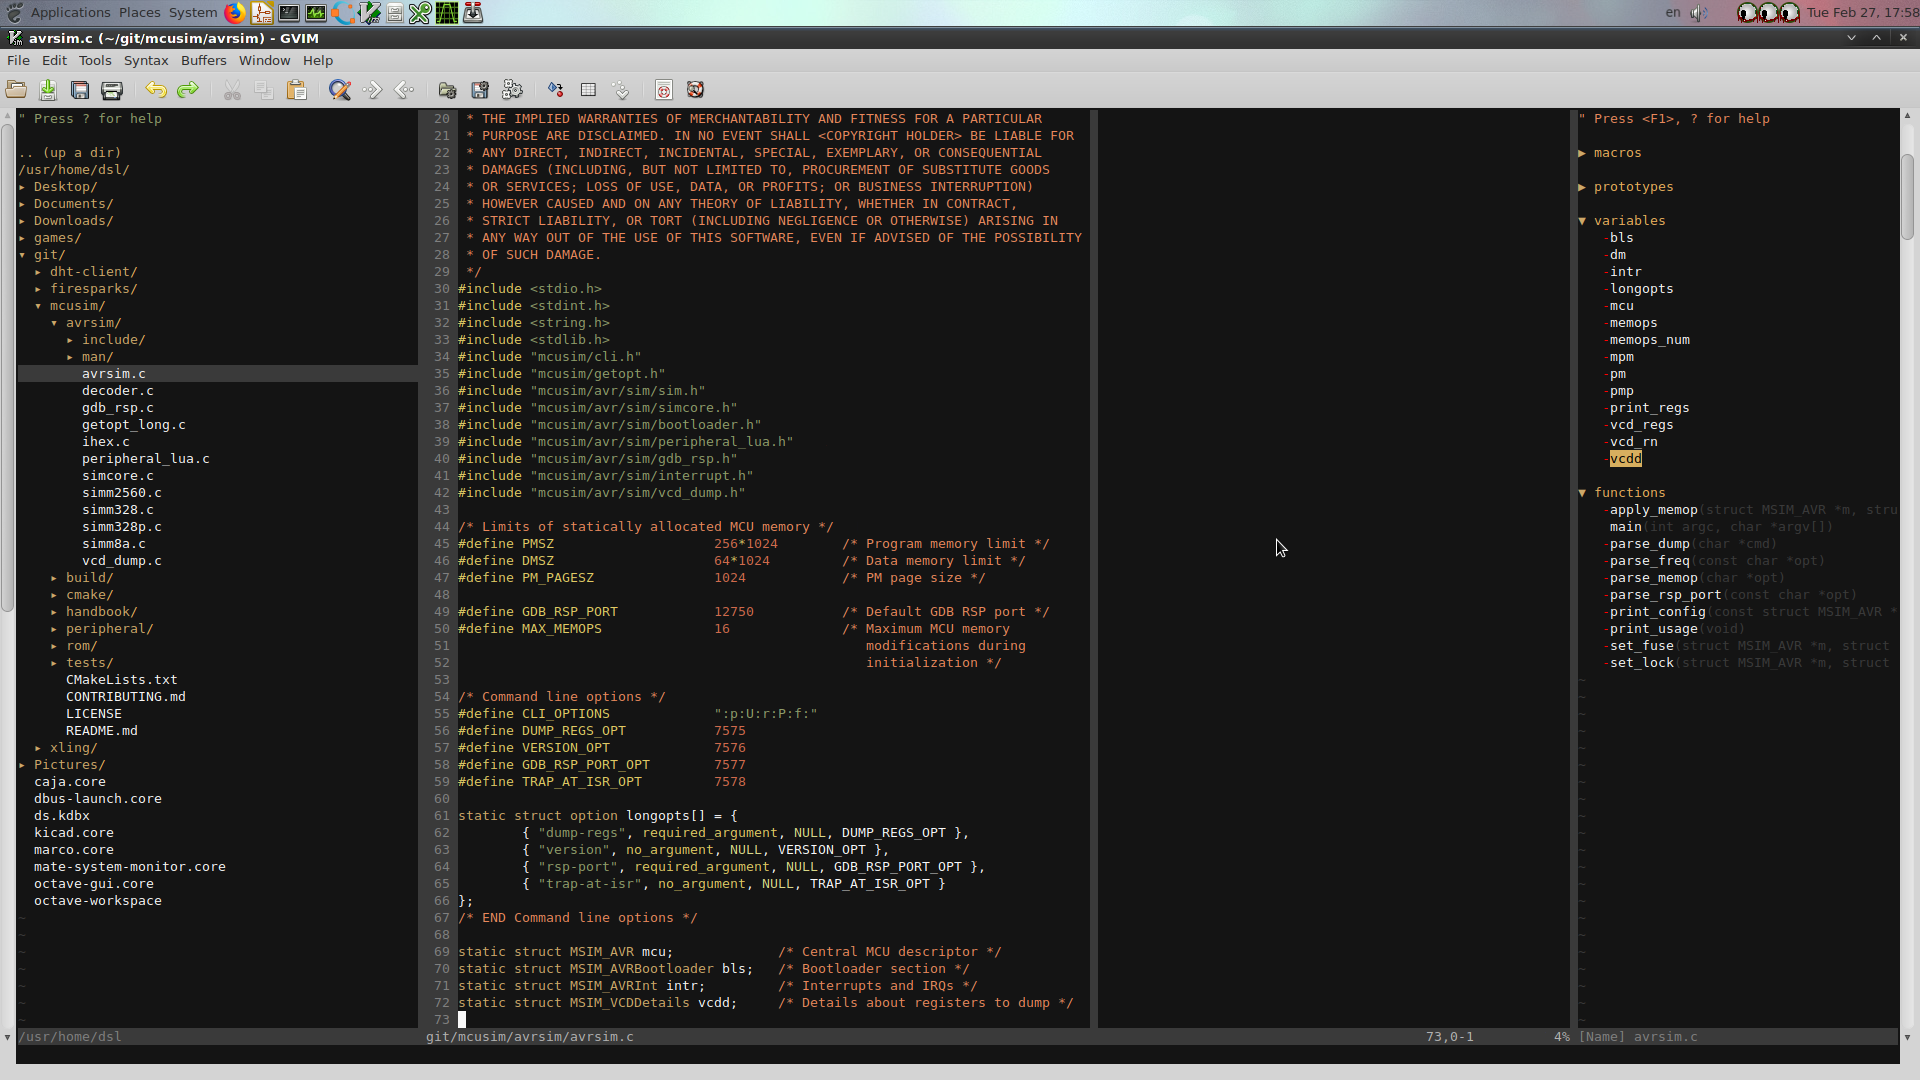 Applications Places System en Tue Feb 27, 17:58
avrsim.c (~/git/mcusim/avrsim) - GVIM
File Edit Tools Syntax Buffers Window Help
" Press ? for help
.. (up a dir)
/usr/home/dsl/
▸ Desktop/
▸ Documents/
▸ Downloads/
▸ games/
▾ git/
▸ dht-client/
▸ firesparks/
▾ mcusim/
▾ avrsim/
▸ include/
▸ man/
avrsim.c
decoder.c
gdb_rsp.c
getopt_long.c
ihex.c
peripheral_lua.c
simcore.c
simm2560.c
simm328.c
simm328p.c
simm8a.c
vcd_dump.c
▸ build/
▸ cmake/
▸ handbook/
▸ peripheral/
▸ rom/
▸ tests/
CMakeLists.txt
CONTRIBUTING.md
LICENSE
README.md
▸ xling/
▸ Pictures/
caja.core
dbus-launch.core
ds.kdbx
kicad.core
marco.core
mate-system-monitor.core
octave-gui.core
octave-workspace
/usr/home/dsl
20 * THE IMPLIED WARRANTIES OF MERCHANTABILITY AND FITNESS FOR A PARTICULAR
21 * PURPOSE ARE DISCLAIMED. IN NO EVENT SHALL <COPYRIGHT HOLDER> BE LIABLE FOR
22 * ANY DIRECT, INDIRECT, INCIDENTAL, SPECIAL, EXEMPLARY, OR CONSEQUENTIAL
23 * DAMAGES (INCLUDING, BUT NOT LIMITED TO, PROCUREMENT OF SUBSTITUTE GOODS
24 * OR SERVICES; LOSS OF USE, DATA, OR PROFITS; OR BUSINESS INTERRUPTION)
25 * HOWEVER CAUSED AND ON ANY THEORY OF LIABILITY, WHETHER IN CONTRACT,
26 * STRICT LIABILITY, OR TORT (INCLUDING NEGLIGENCE OR OTHERWISE) ARISING IN
27 * ANY WAY OUT OF THE USE OF THIS SOFTWARE, EVEN IF ADVISED OF THE POSSIBILITY
28 * OF SUCH DAMAGE.
29 */
30 #include <stdio.h>
31 #include <stdint.h>
32 #include <string.h>
33 #include <stdlib.h>
34 #include "mcusim/cli.h"
35 #include "mcusim/getopt.h"
36 #include "mcusim/avr/sim/sim.h"
37 #include "mcusim/avr/sim/simcore.h"
38 #include "mcusim/avr/sim/bootloader.h"
39 #include "mcusim/avr/sim/peripheral_lua.h"
40 #include "mcusim/avr/sim/gdb_rsp.h"
41 #include "mcusim/avr/sim/interrupt.h"
42 #include "mcusim/avr/sim/vcd_dump.h"
43
44 /* Limits of statically allocated MCU memory */
45 #define PMSZ 256*1024 /* Program memory limit */
46 #define DMSZ 64*1024 /* Data memory limit */
47 #define PM_PAGESZ 1024 /* PM page size */
48
49 #define GDB_RSP_PORT 12750 /* Default GDB RSP port */
50 #define MAX_MEMOPS 16 /* Maximum MCU memory
51 modifications during
52 initialization */
53
54 /* Command line options */
55 #define CLI_OPTIONS ":p:U:r:P:f:"
56 #define DUMP_REGS_OPT 7575
57 #define VERSION_OPT 7576
58 #define GDB_RSP_PORT_OPT 7577
59 #define TRAP_AT_ISR_OPT 7578
60
61 static struct option longopts[] = {
62 { "dump-regs", required_argument, NULL, DUMP_REGS_OPT },
63 { "version", no_argument, NULL, VERSION_OPT },
64 { "rsp-port", required_argument, NULL, GDB_RSP_PORT_OPT },
65 { "trap-at-isr", no_argument, NULL, TRAP_AT_ISR_OPT }
66 };
67 /* END Command line options */
68
69 static struct MSIM_AVR mcu; /* Central MCU descriptor */
70 static struct MSIM_AVRBootloader bls; /* Bootloader section */
71 static struct MSIM_AVRInt intr; /* Interrupts and IRQs */
72 static struct MSIM_VCDDetails vcdd; /* Details about registers to dump */
73
git/mcusim/avrsim/avrsim.c 73,0-1 4%
" Press <F1>, ? for help
▶ macros
▶ prototypes
▼ variables
-bls
-dm
-intr
-longopts
-mcu
-memops
-memops_num
-mpm
-pm
-pmp
-print_regs
-vcd_regs
-vcd_rn
-vcdd
▼ functions
-apply_memop(struct MSIM_AVR *m, stru
main(int argc, char *argv[])
-parse_dump(char *cmd)
-parse_freq(const char *opt)
-parse_memop(char *opt)
-parse_rsp_port(const char *opt)
-print_config(const struct MSIM_AVR *
-print_usage(void)
-set_fuse(struct MSIM_AVR *m, struct
-set_lock(struct MSIM_AVR *m, struct
[Name] avrsim.c